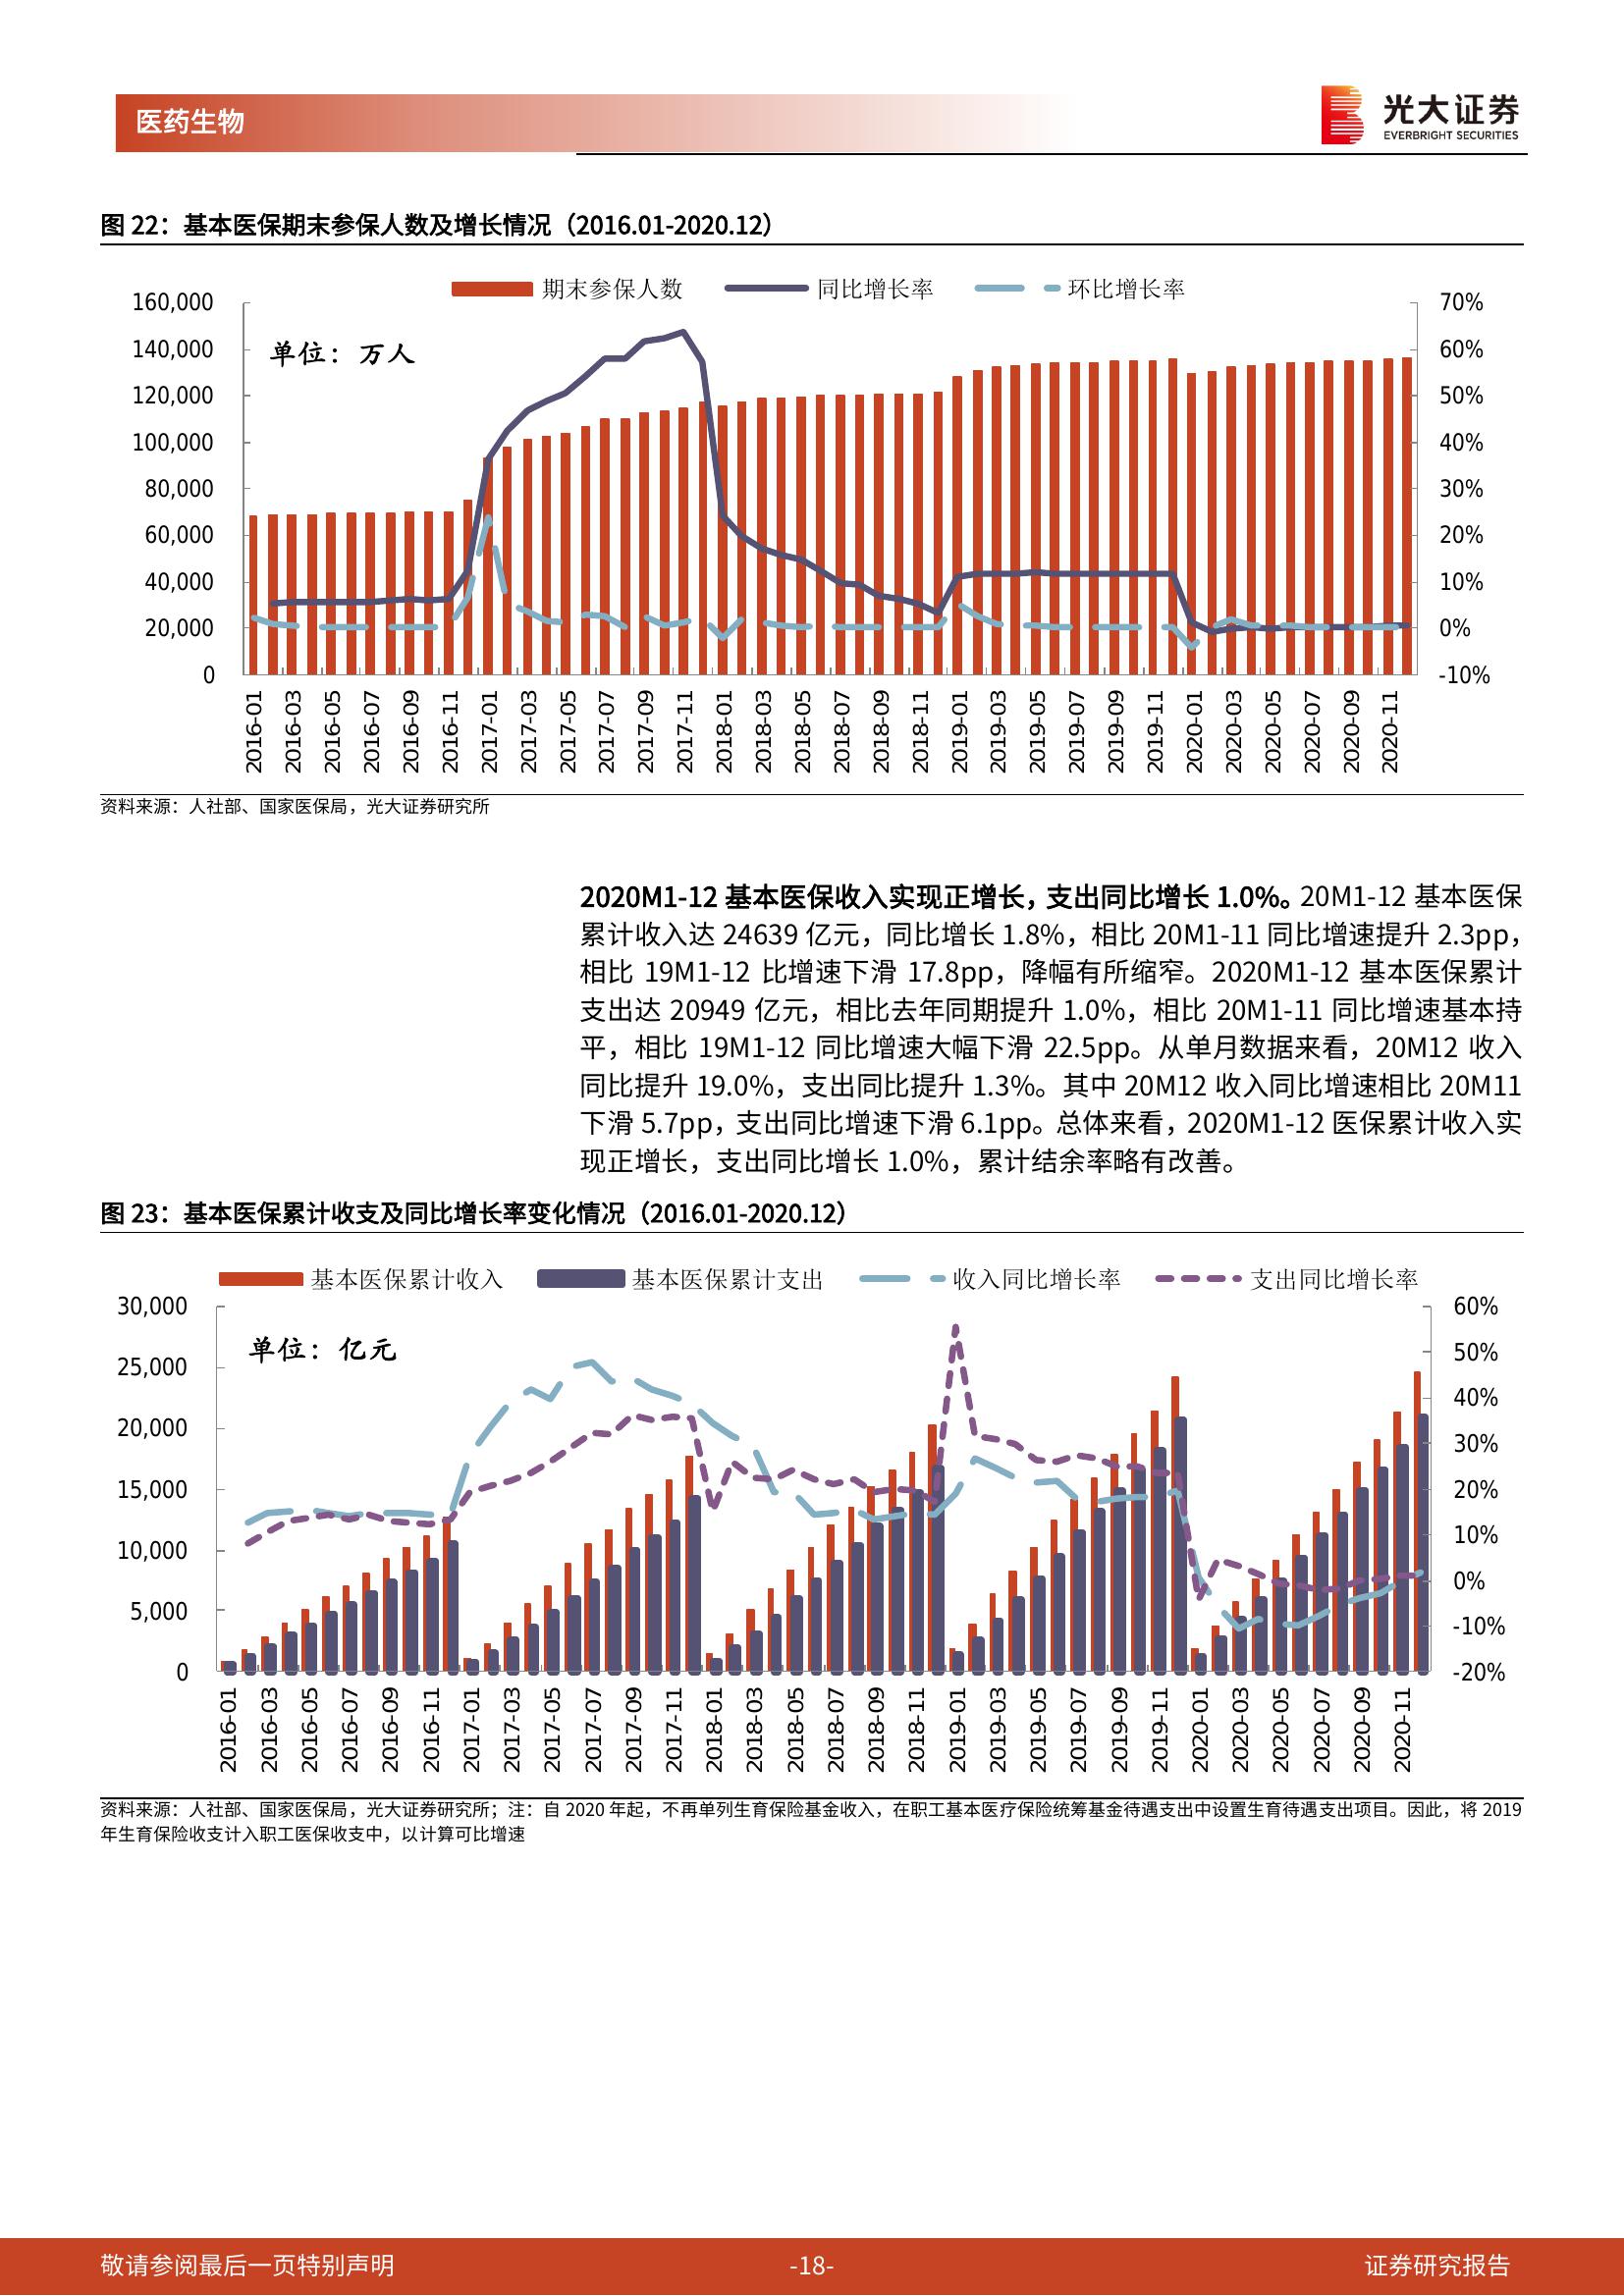 医药生物
光大证券
EVERBRIGHT SECURITIES
图 22：基本医保期末参保人数及增长情况（2016.01-2020.12）
期末参保人数 同比增长率 环比增长率
单位：万人
160,000
140,000
120,000
100,000
80,000
60,000
40,000
20,000
0
70%
60%
50%
40%
30%
20%
10%
0%
-10%
2016-01 2016-03 2016-05 2016-07 2016-09 2016-11 2017-01 2017-03 2017-05 2017-07 2017-09 2017-11 2018-01 2018-03 2018-05 2018-07 2018-09 2018-11 2019-01 2019-03 2019-05 2019-07 2019-09 2019-11 2020-01 2020-03 2020-05 2020-07 2020-09 2020-11
资料来源：人社部、国家医保局，光大证券研究所
2020M1-12 基本医保收入实现正增长，支出同比增长 1.0%。20M1-12 基本医保
累计收入达 24639 亿元，同比增长 1.8%，相比 20M1-11 同比增速提升 2.3pp，
相比 19M1-12 比增速下滑 17.8pp，降幅有所缩窄。2020M1-12 基本医保累计
支出达 20949 亿元，相比去年同期提升 1.0%，相比 20M1-11 同比增速基本持
平，相比 19M1-12 同比增速大幅下滑 22.5pp。从单月数据来看，20M12 收入
同比提升 19.0%，支出同比提升 1.3%。其中 20M12 收入同比增速相比 20M11
下滑 5.7pp，支出同比增速下滑 6.1pp。总体来看，2020M1-12 医保累计收入实
现正增长，支出同比增长 1.0%，累计结余率略有改善。
图 23：基本医保累计收支及同比增长率变化情况（2016.01-2020.12）
基本医保累计收入 基本医保累计支出 收入同比增长率 支出同比增长率
单位：亿元
30,000
25,000
20,000
15,000
10,000
5,000
0
60%
50%
40%
30%
20%
10%
0%
-10%
-20%
2016-01 2016-03 2016-05 2016-07 2016-09 2016-11 2017-01 2017-03 2017-05 2017-07 2017-09 2017-11 2018-01 2018-03 2018-05 2018-07 2018-09 2018-11 2019-01 2019-03 2019-05 2019-07 2019-09 2019-11 2020-01 2020-03 2020-05 2020-07 2020-09 2020-11
资料来源：人社部、国家医保局，光大证券研究所；注：自 2020 年起，不再单列生育保险基金收入，在职工基本医疗保险统筹基金待遇支出中设置生育待遇支出项目。因此，将 2019
年生育保险收支计入职工医保收支中，以计算可比增速
敬请参阅最后一页特别声明 -18- 证券研究报告